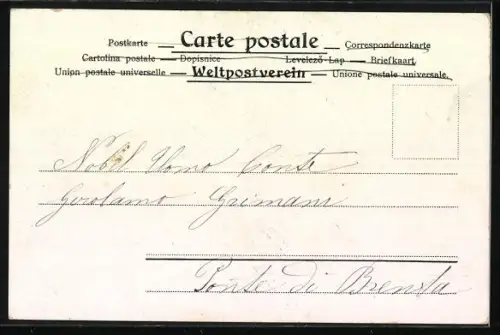 Postkarte — Carte postale — Correspondenzkarte
Cartolina postale — Dopisnice Levelező-Lap — Briefkaart
Union postale universelle — Weltpostverein — Unione postale universale.
Nobil Uomo Conte
Girolamo Grimani
Ponte di Brenta